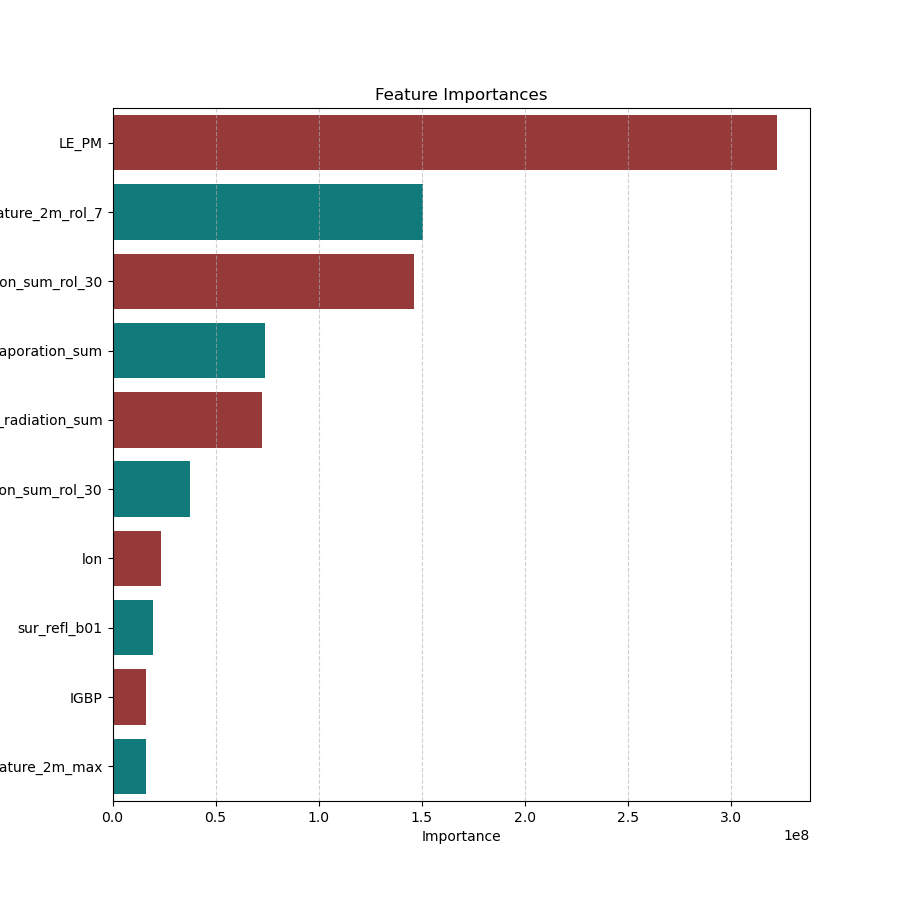 Feature Importances
LE_PM
ature_2m_rol_7
on_sum_rol_30
aporation_sum
_radiation_sum
on_sum_rol_30
lon
sur_refl_b01
IGBP
ature_2m_max
0.0 0.5 1.0 1.5 2.0 2.5 3.0
Importance
1e8